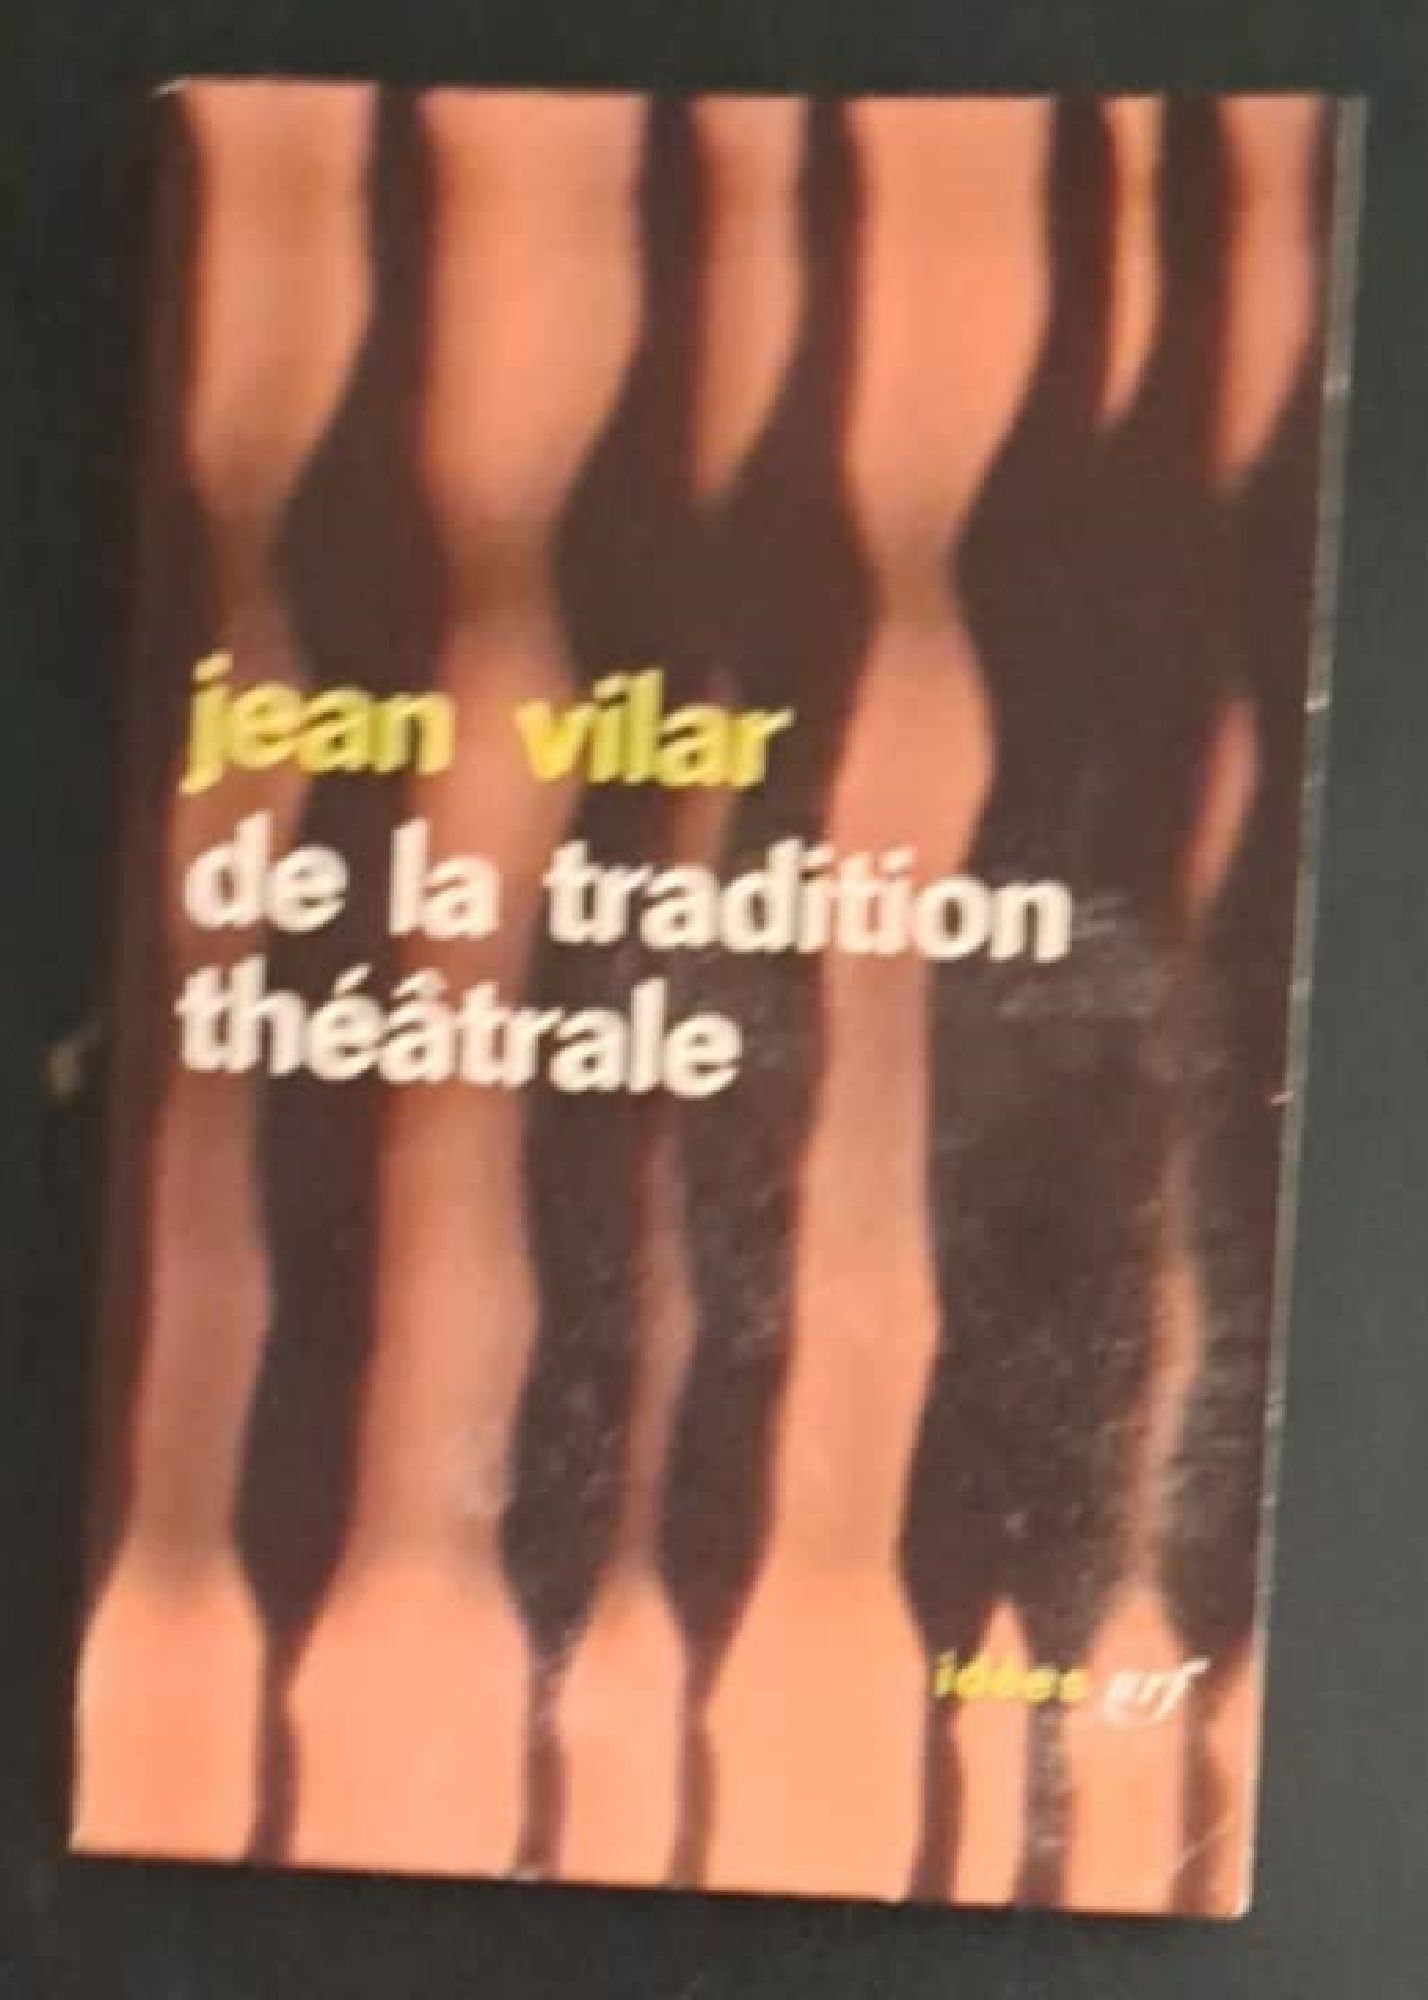 jean vilar
de la tradition
théâtrale
idées nrf